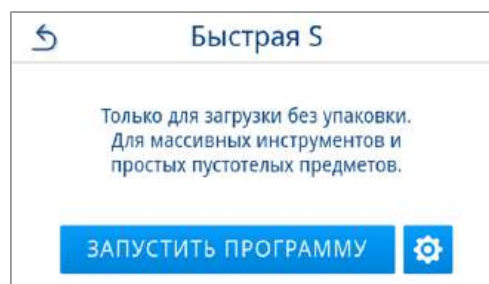 Быстрая S
Только для загрузки без упаковки.
Для массивных инструментов и
простых пустотелых предметов.
ЗАПУСТИТЬ ПРОГРАММУ